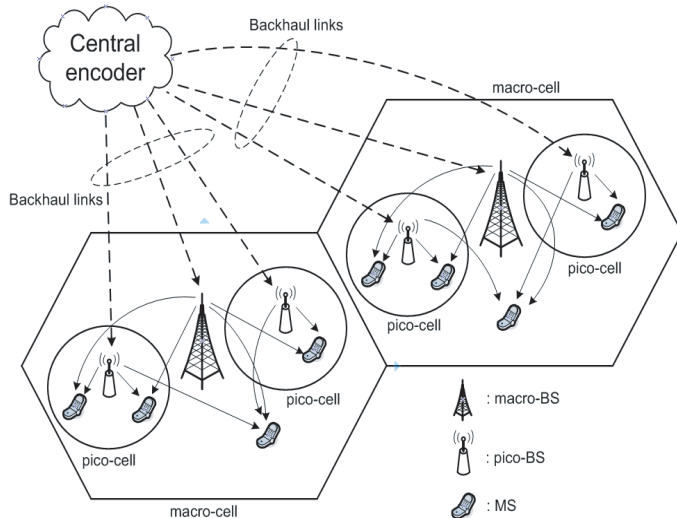 Central
encoder
Backhaul links
macro-cell
Backhaul links
pico-cell
pico-cell
pico-cell
pico-cell
macro-cell
: macro-BS
: pico-BS
: MS